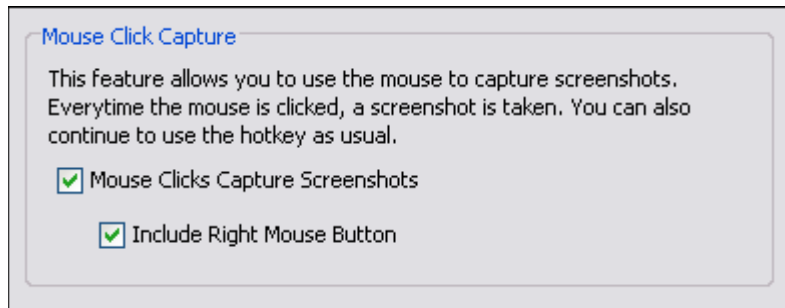 Mouse Click Capture
This feature allows you to use the mouse to capture screenshots.
Everytime the mouse is clicked, a screenshot is taken. You can also
continue to use the hotkey as usual.
Mouse Clicks Capture Screenshots
Include Right Mouse Button